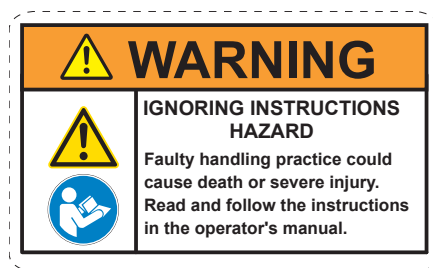 WARNING
IGNORING INSTRUCTIONS
HAZARD
Faulty handling practice could
cause death or severe injury.
Read and follow the instructions
in the operator's manual.